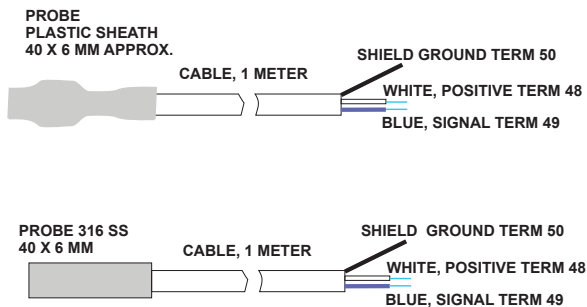 PROBE
PLASTIC SHEATH
40 X 6 MM APPROX.
CABLE, 1 METER
SHIELD GROUND TERM 50
WHITE, POSITIVE TERM 48
BLUE, SIGNAL TERM 49
PROBE 316 SS
40 X 6 MM
CABLE, 1 METER
SHIELD GROUND TERM 50
WHITE, POSITIVE TERM 48
BLUE, SIGNAL TERM 49